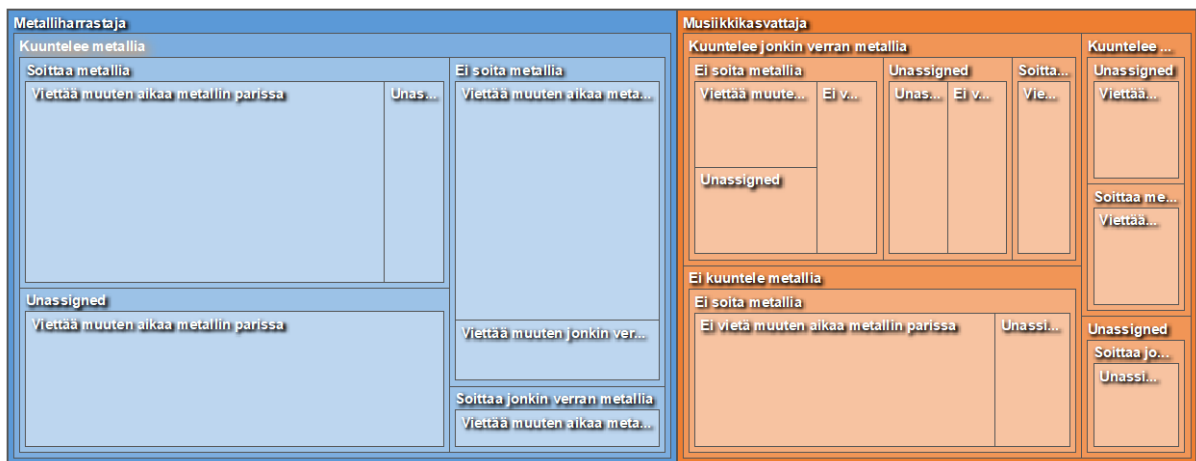 Metalliharrastaja
Kuuntelee metallia
Soittaa metallia
Viettää muuten aikaa metallin parissa
Unas...
Unassigned
Viettää muuten aikaa metallin parissa
Ei soita metallia
Viettää muuten aikaa meta...
Viettää muuten jonkin ver...
Soittaa jonkin verran metallia
Viettää muuten aikaa meta...
Musiikkikasvattaja
Kuuntelee jonkin verran metallia
Ei soita metallia
Viettää muute...
Ei v...
Unassigned
Unassigned
Unas...
Ei v...
Soitta...
Vie...
Ei kuuntele metallia
Ei soita metallia
Ei vietä muuten aikaa metallin parissa
Unassi...
Kuuntelee ...
Unassigned
Viettää...
Soittaa me...
Viettää...
Unassigned
Soittaa jo...
Unassi...